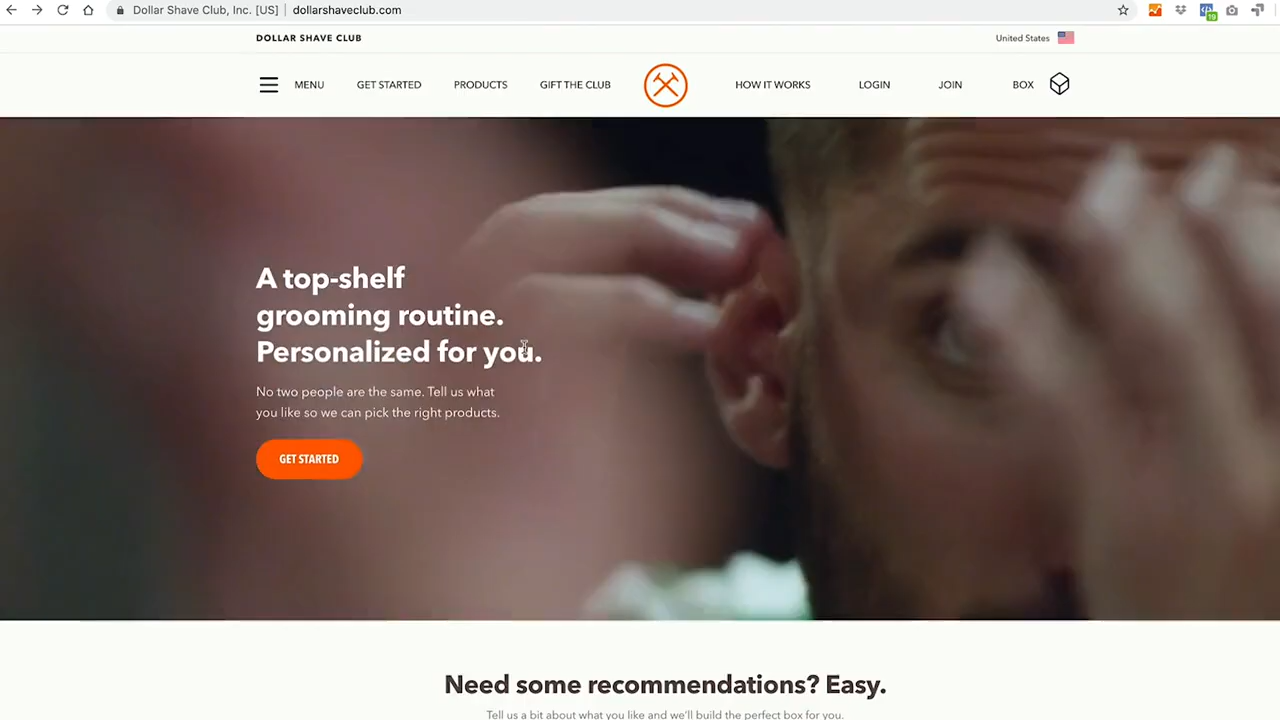 Dollar Shave Club, Inc. [US] | dollarshaveclub.com
19
DOLLAR SHAVE CLUB
United States
MENU
GET STARTED
PRODUCTS
GIFT THE CLUB
HOW IT WORKS
LOGIN
JOIN
BOX
A top-shelf
grooming routine.
Personalized for you.
No two people are the same. Tell us what
you like so we can pick the right products.
GET STARTED
Need some recommendations? Easy.
Tell us a bit about what you like and we'll build the perfect box for you.